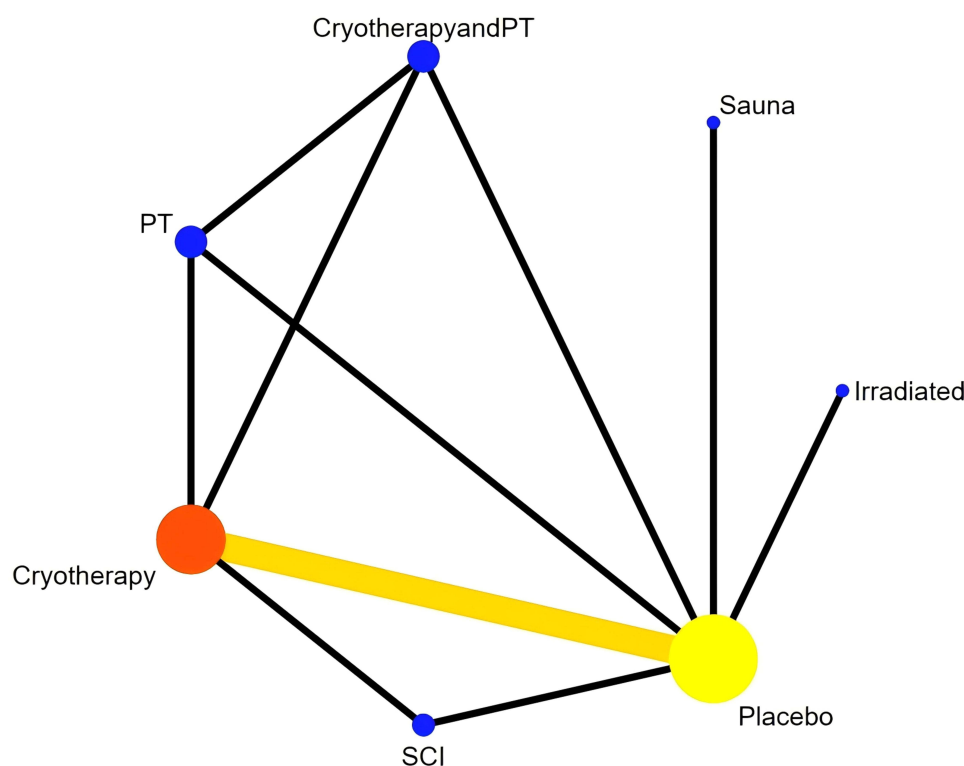 CryotherapyandPT
Sauna
PT
Irradiated
Cryotherapy
Placebo
SCI